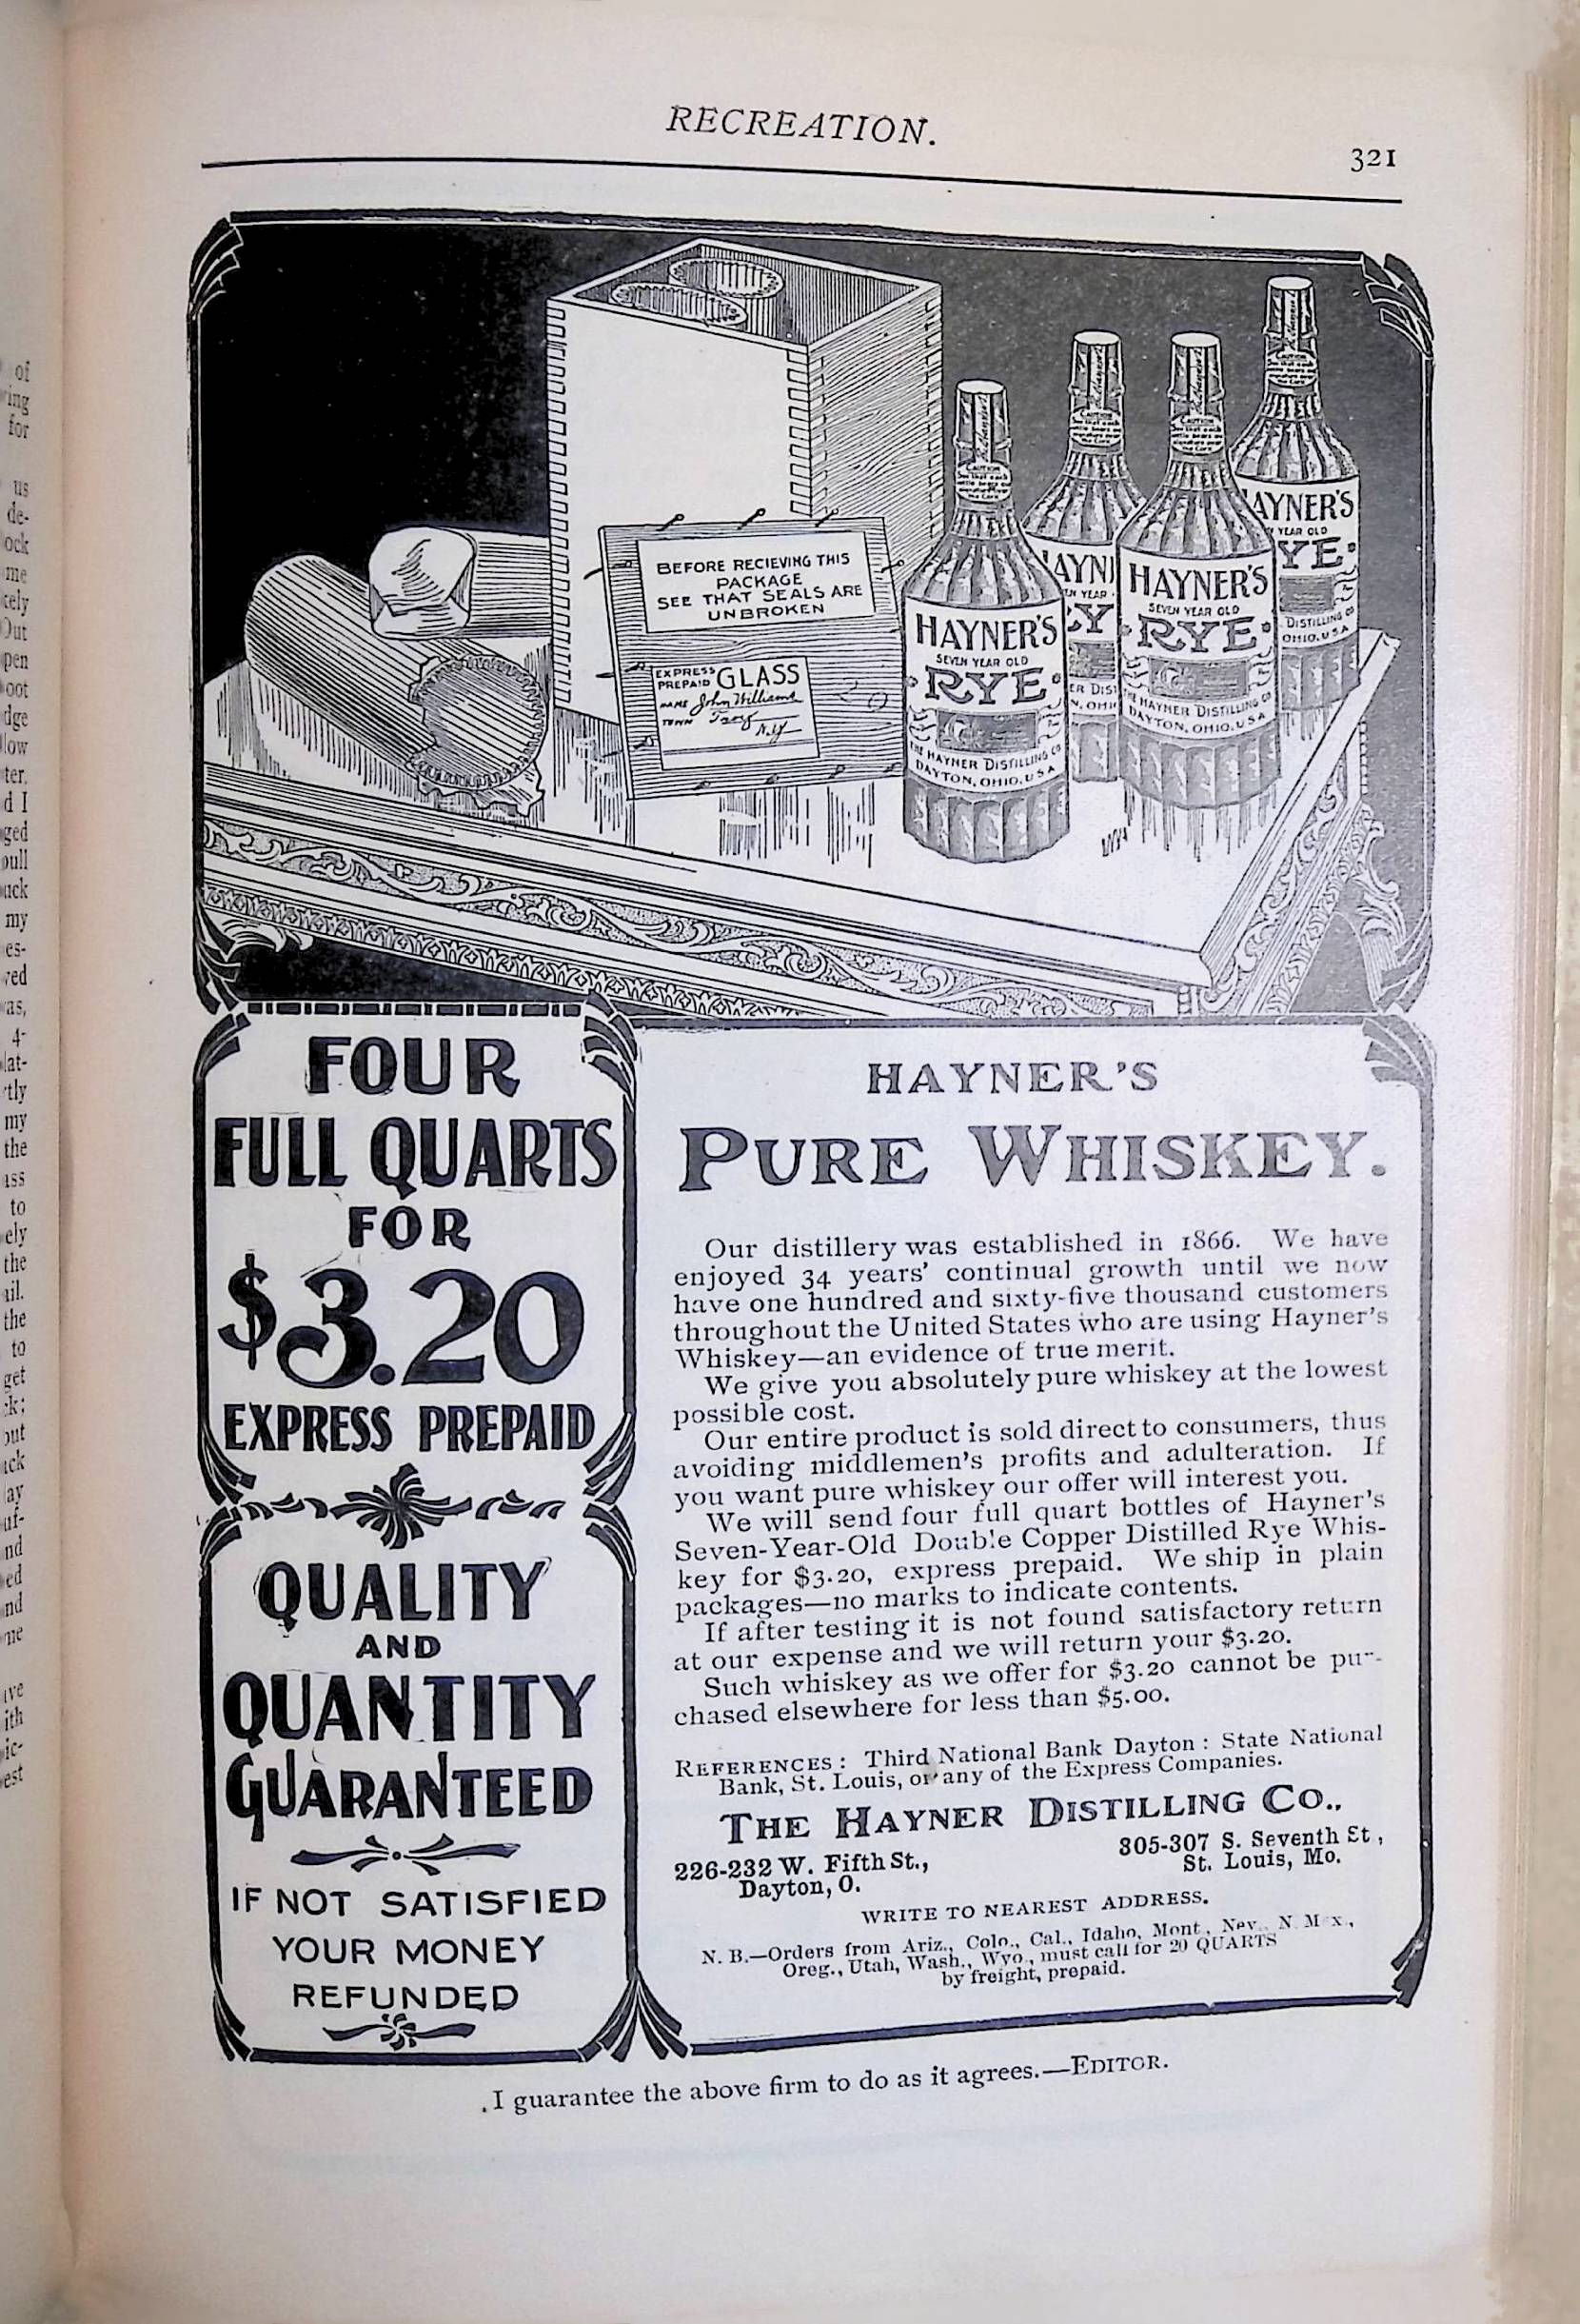 RECREATION.
321
BEFORE RECIEVING THIS
PACKAGE
SEE THAT SEALS ARE
UNBROKEN
EXPRESS PREPAID GLASS
NAME John Williams
TOWN
N.Y.
HAYNER'S
SEVEN YEAR OLD
RYE
THE HAYNER DISTILLING CO
DAYTON, OHIO, U.S.A
HAYNER'S
SEVEN YEAR OLD
RYE
THE HAYNER DISTILLING CO
DAYTON, OHIO, U.S.A
AYNER'S
YEAR OLD
YE
DISTILLING CO
OHIO, U.S.A
FOUR
FULL QUARTS
FOR
$3.20
EXPRESS PREPAID
QUALITY
AND
QUANTITY
GUARANTEED
IF NOT SATISFIED
YOUR MONEY
REFUNDED
HAYNER'S
PURE WHISKEY.
Our distillery was established in 1866. We have
enjoyed 34 years' continual growth until we now
have one hundred and sixty-five thousand customers
throughout the United States who are using Hayner's
Whiskey—an evidence of true merit.
We give you absolutely pure whiskey at the lowest
possible cost.
Our entire product is sold direct to consumers, thus
avoiding middlemen's profits and adulteration. If
you want pure whiskey our offer will interest you.
We will send four full quart bottles of Hayner's
Seven-Year-Old Double Copper Distilled Rye Whis-
key for $3.20, express prepaid. We ship in plain
packages—no marks to indicate contents.
If after testing it is not found satisfactory return
at our expense and we will return your $3.20.
Such whiskey as we offer for $3.20 cannot be pur-
chased elsewhere for less than $5.00.
REFERENCES: Third National Bank Dayton: State National
Bank, St. Louis, or any of the Express Companies.
THE HAYNER DISTILLING CO.,
226-232 W. Fifth St.,
Dayton, O.
305-307 S. Seventh St.,
St. Louis, Mo.
WRITE TO NEAREST ADDRESS.
N. B.—Orders from Ariz., Colo., Cal., Idaho, Mont., Nev., N. Mex.,
Oreg., Utah, Wash., Wyo., must call for 20 QUARTS
by freight, prepaid.
I guarantee the above firm to do as it agrees.—EDITOR.